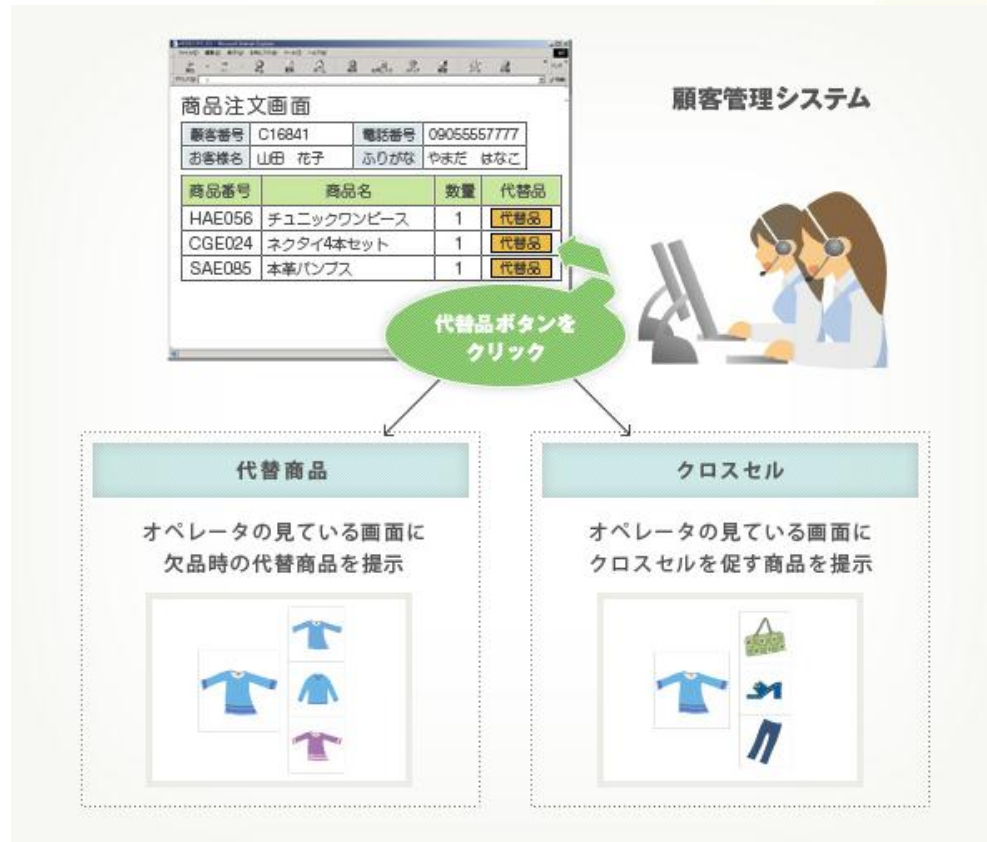 商品注文画面
顧客管理システム
顧客番号 C16841 電話番号 09055557777
お客様名 山田 花子 ふりがな やまだ はなこ
商品番号 商品名 数量 代替品
HAE056 チュニックワンピース 1 代替品
CGE024 ネクタイ4本セット 1 代替品
SAE085 本革パンプス 1 代替品
代替品ボタンを
クリック
代替商品
オペレータの見ている画面に
欠品時の代替商品を提示
クロスセル
オペレータの見ている画面に
クロスセルを促す商品を提示